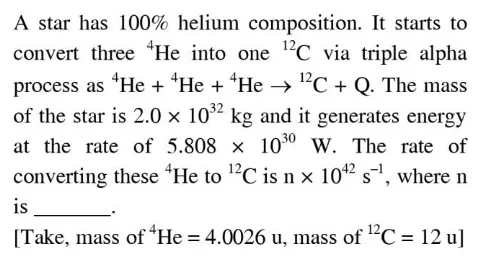 A star has 100% helium composition. It starts to
convert three ⁴He into one ¹²C via triple alpha
process as ⁴He + ⁴He + ⁴He → ¹²C + Q. The mass
of the star is 2.0 × 10³² kg and it generates energy
at the rate of 5.808 × 10³⁰ W. The rate of
converting these ⁴He to ¹²C is n × 10⁴² s⁻¹, where n
is ________.
[Take, mass of ⁴He = 4.0026 u, mass of ¹²C = 12 u]